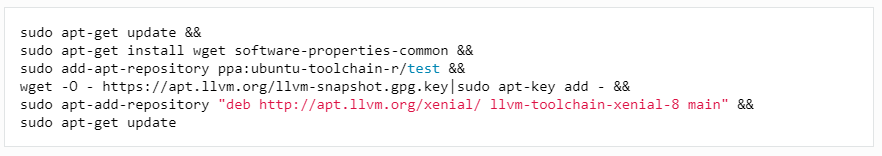 sudo apt-get update &&
sudo apt-get install wget software-properties-common &&
sudo add-apt-repository ppa:ubuntu-toolchain-r/test &&
wget -O - https://apt.llvm.org/llvm-snapshot.gpg.key|sudo apt-key add - &&
sudo apt-add-repository "deb http://apt.llvm.org/xenial/ llvm-toolchain-xenial-8 main" &&
sudo apt-get update